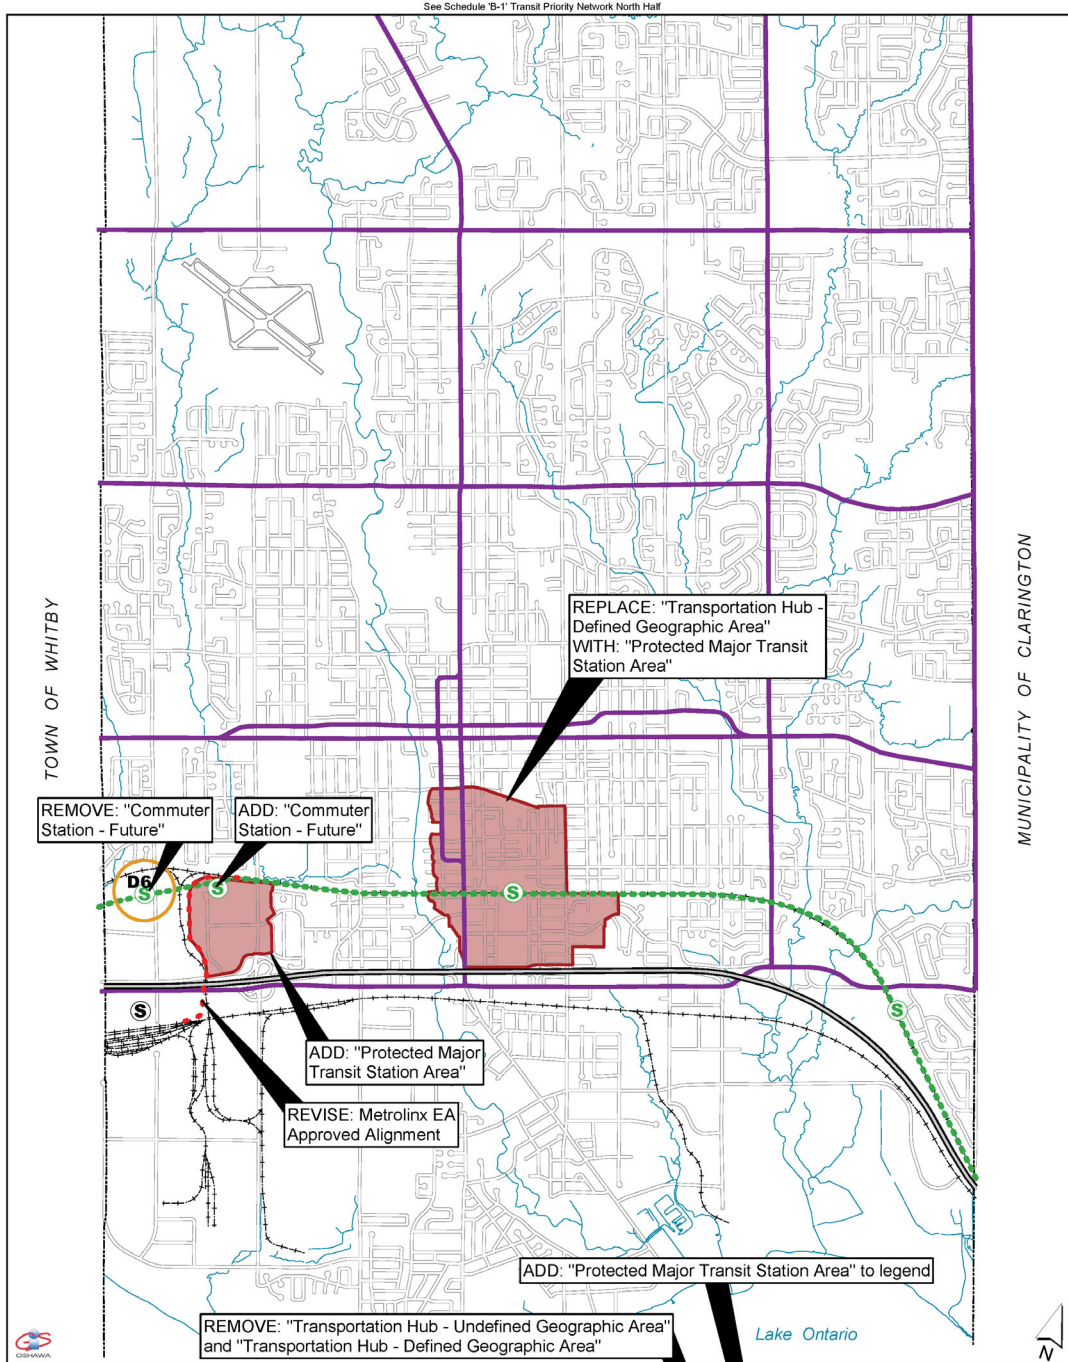 See Schedule 'B-1' Transit Priority Network North Half
TOWN OF WHITBY
MUNICIPALITY OF CLARINGTON
REPLACE: "Transportation Hub -
Defined Geographic Area"
WITH: "Protected Major Transit
Station Area"
REMOVE: "Commuter
Station - Future"
ADD: "Commuter
Station - Future"
D6
S
S
S
S
S
ADD: "Protected Major
Transit Station Area"
REVISE: Metrolinx EA
Approved Alignment
ADD: "Protected Major Transit Station Area" to legend
REMOVE: "Transportation Hub - Undefined Geographic Area"
and "Transportation Hub - Defined Geographic Area"
Lake Ontario
N
GIS
OSHAWA